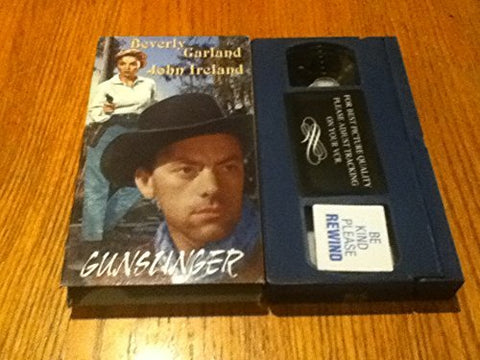 Beverly
Garland
John Ireland
GUNSLINGER
FOR BEST PICTURE QUALITY
PLEASE ADJUST TRACKING
ON YOUR VCR
BE
KIND
PLEASE
REWIND